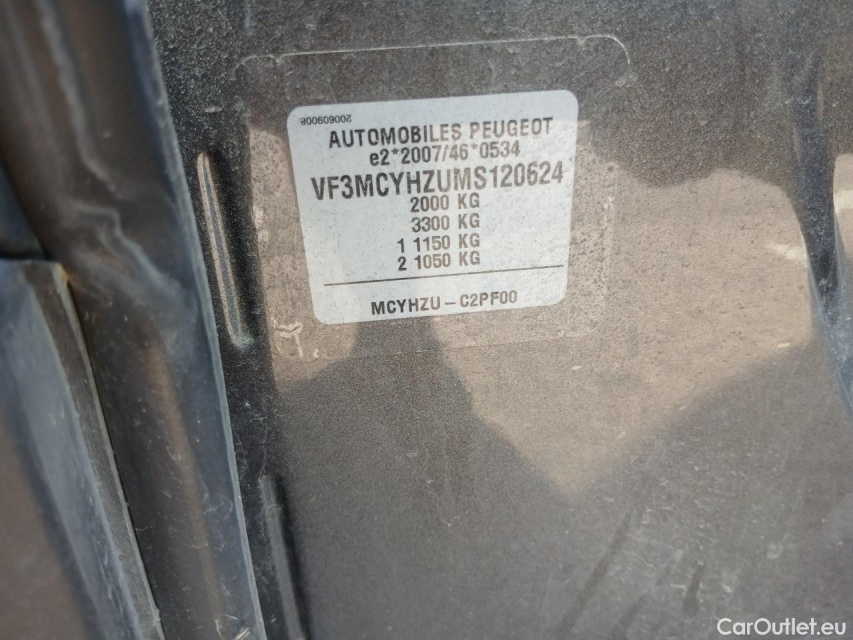 200609008
AUTOMOBILES PEUGEOT
e2*2007/46*0534
VF3MCYHZUMS120624
2000 KG
3300 KG
1 1150 KG
2 1050 KG
MCYHZU - C2PF00
CarOutlet.eu